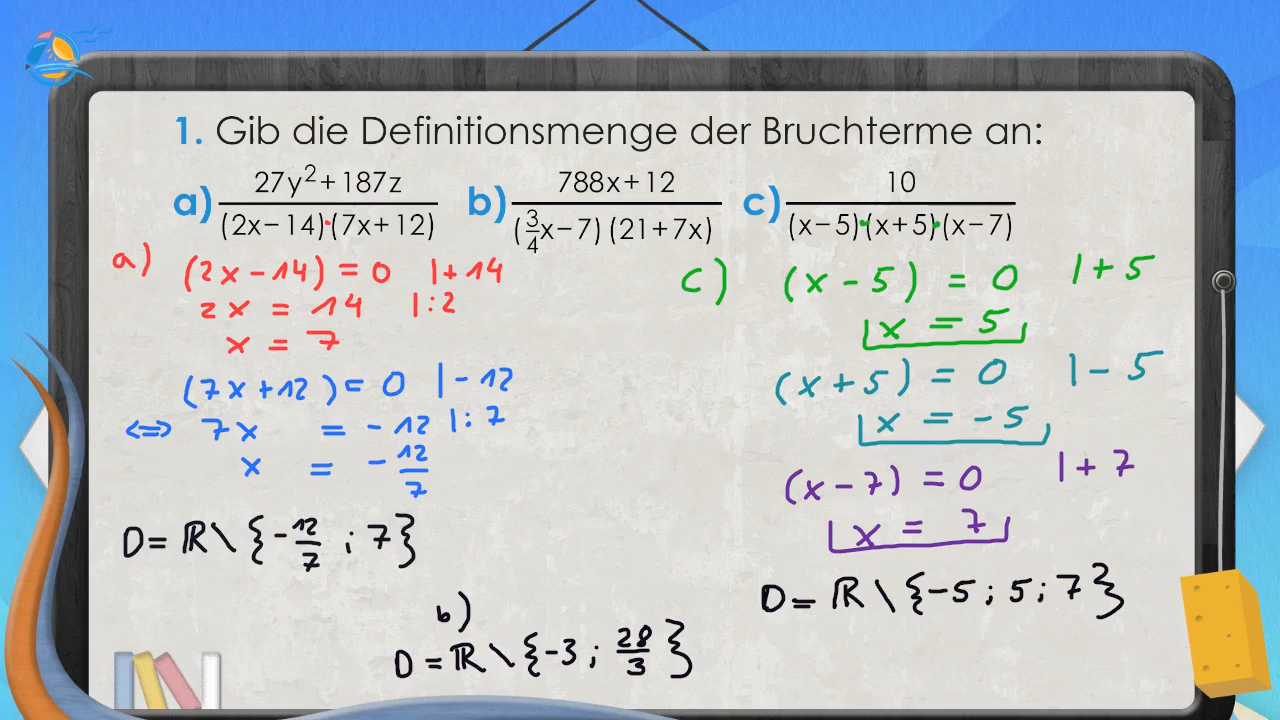 1. Gib die Definitionsmenge der Bruchterme an:
a) (27y²+187z)/((2x−14)·(7x+12)) b) (788x+12)/((3/4x−7)(21+7x)) c) 10/((x−5)·(x+5)·(x−7))
a) (2x−14) = 0 |+14
2x = 14 |:2
x = 7
(7x+12) = 0 |−12
⇔ 7x = −12 |:7
x = −12/7
D = ℝ \ {−12/7 ; 7}
b)
D = ℝ \ {−3 ; 28/3}
c) (x−5) = 0 |+5
x = 5
(x+5) = 0 |−5
x = −5
(x−7) = 0 |+7
x = 7
D = ℝ \ {−5 ; 5 ; 7}